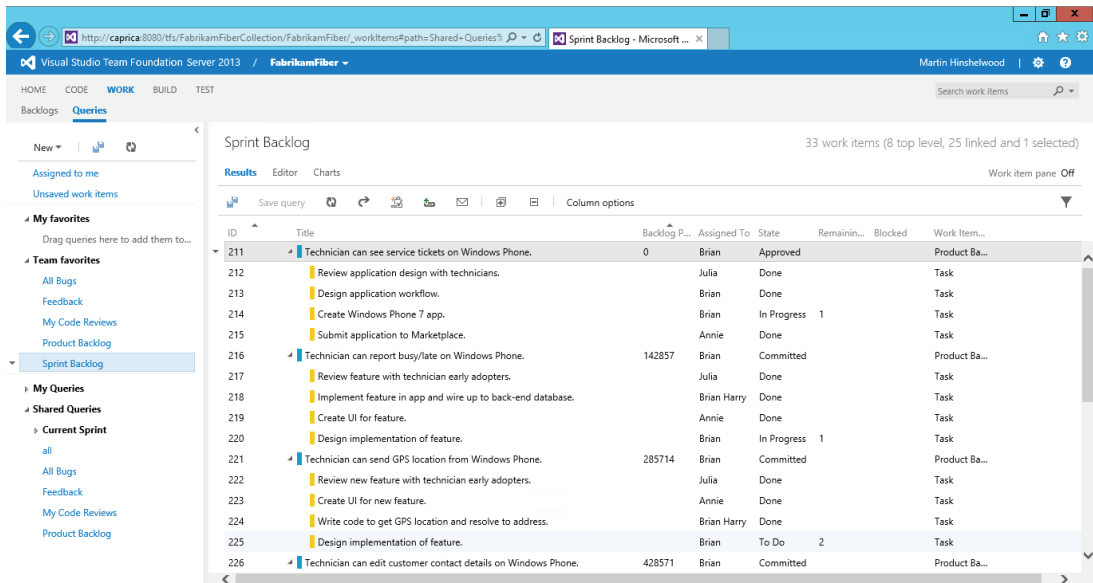 http://caprica:8080/tfs/FabrikamFiberCollection/FabrikamFiber/_workItems#path=Shared+Queries%
Sprint Backlog - Microsoft ...
Visual Studio Team Foundation Server 2013 / FabrikamFiber
Martin Hinshelwood
HOME CODE WORK BUILD TEST
Search work items
Backlogs Queries
New
Assigned to me
Unsaved work items
My favorites
Drag queries here to add them to...
Team favorites
All Bugs
Feedback
My Code Reviews
Product Backlog
Sprint Backlog
My Queries
Shared Queries
Current Sprint
all
All Bugs
Feedback
My Code Reviews
Product Backlog
Sprint Backlog
33 work items (8 top level, 25 linked and 1 selected)
Results Editor Charts
Work item pane Off
Save query Column options
ID Title Backlog P... Assigned To State Remainin... Blocked Work Item...
211 Technician can see service tickets on Windows Phone. 0 Brian Approved Product Ba...
212 Review application design with technicians. Julia Done Task
213 Design application workflow. Brian Done Task
214 Create Windows Phone 7 app. Brian In Progress 1 Task
215 Submit application to Marketplace. Annie Done Task
216 Technician can report busy/late on Windows Phone. 142857 Brian Committed Product Ba...
217 Review feature with technician early adopters. Julia Done Task
218 Implement feature in app and wire up to back-end database. Brian Harry Done Task
219 Create UI for feature. Annie Done Task
220 Design implementation of feature. Brian In Progress 1 Task
221 Technician can send GPS location from Windows Phone. 285714 Brian Committed Product Ba...
222 Review new feature with technician early adopters. Julia Done Task
223 Create UI for new feature. Annie Done Task
224 Write code to get GPS location and resolve to address. Brian Harry Done Task
225 Design implementation of feature. Brian To Do 2 Task
226 Technician can edit customer contact details on Windows Phone. 428571 Brian Committed Product Ba...